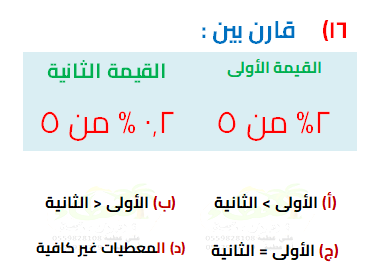 ١٦) قارن بين :
القيمة الأولى
القيمة الثانية
٢% من ٥
٠,٢ % من ٥
(أ) الأولى > الثانية
(ب) الأولى < الثانية
(ج) الأولى = الثانية
(د) المعطيات غير كافية